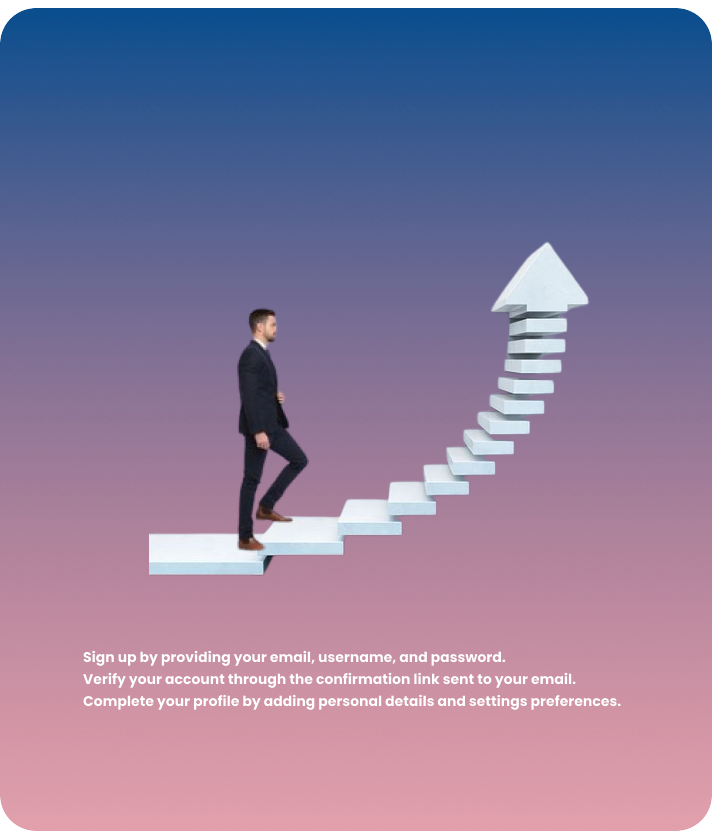 Sign up by providing your email, username, and password.
Verify your account through the confirmation link sent to your email.
Complete your profile by adding personal details and settings preferences.